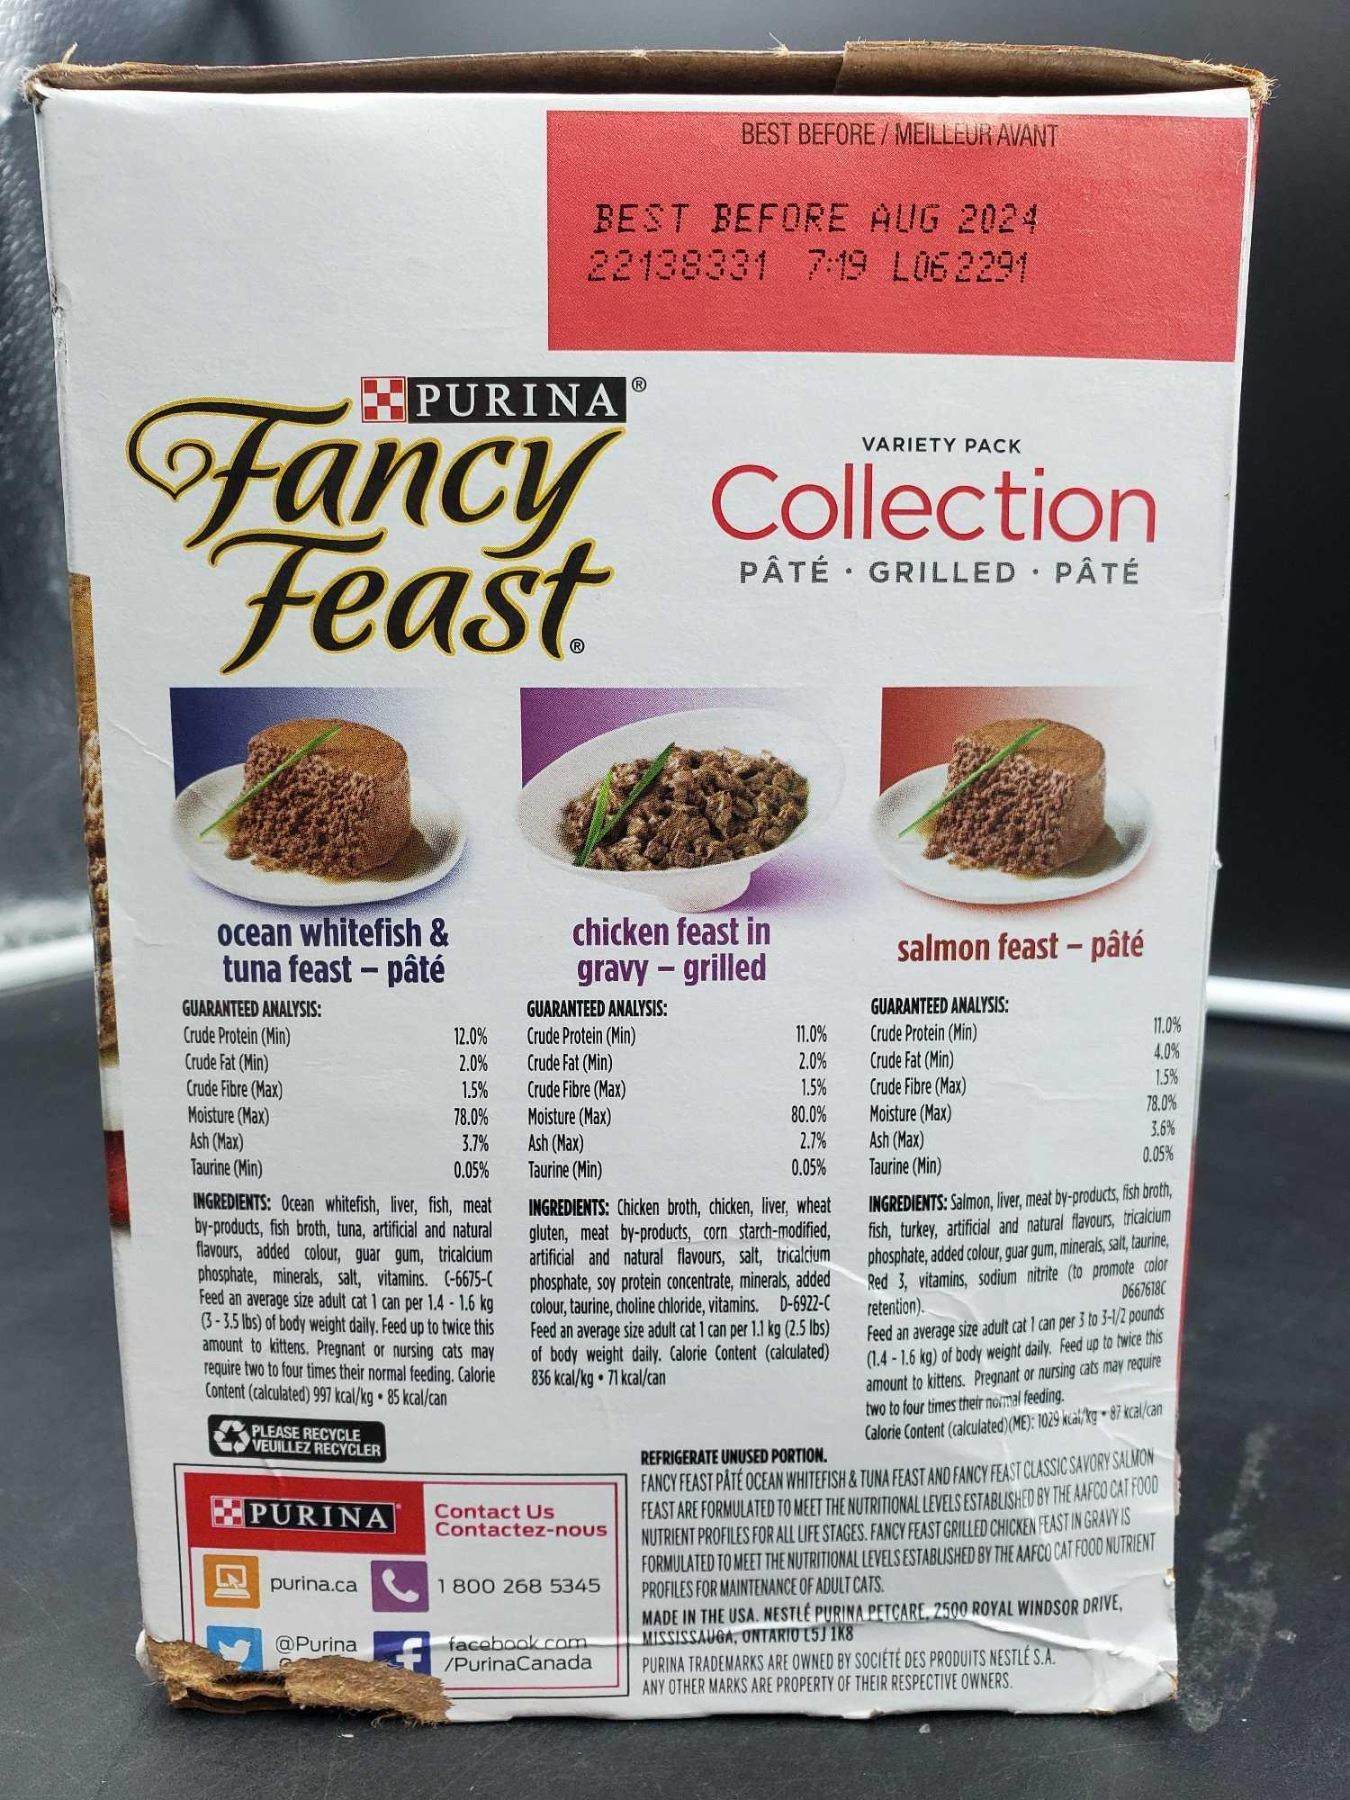 BEST BEFORE / MEILLEUR AVANT
BEST BEFORE AUG 2024
22138331 7:19 L062291
PURINA®
Fancy
Feast®
VARIETY PACK
Collection
PÂTÉ · GRILLED · PÂTÉ
ocean whitefish &
tuna feast – pâté
GUARANTEED ANALYSIS:
Crude Protein (Min) 12.0%
Crude Fat (Min) 2.0%
Crude Fibre (Max) 1.5%
Moisture (Max) 78.0%
Ash (Max) 3.7%
Taurine (Min) 0.05%
INGREDIENTS: Ocean whitefish, liver, fish, meat
by-products, fish broth, tuna, artificial and natural
flavours, added colour, guar gum, tricalcium
phosphate, minerals, salt, vitamins. C-6675-C
Feed an average size adult cat 1 can per 1.4 - 1.6 kg
(3 - 3.5 lbs) of body weight daily. Feed up to twice this
amount to kittens. Pregnant or nursing cats may
require two to four times their normal feeding. Calorie
Content (calculated) 997 kcal/kg • 85 kcal/can
chicken feast in
gravy – grilled
GUARANTEED ANALYSIS:
Crude Protein (Min) 11.0%
Crude Fat (Min) 2.0%
Crude Fibre (Max) 1.5%
Moisture (Max) 80.0%
Ash (Max) 2.7%
Taurine (Min) 0.05%
INGREDIENTS: Chicken broth, chicken, liver, wheat
gluten, meat by-products, corn starch-modified,
artificial and natural flavours, salt, tricalcium
phosphate, soy protein concentrate, minerals, added
colour, taurine, choline chloride, vitamins. D-6922-C
Feed an average size adult cat 1 can per 1.1 kg (2.5 lbs)
of body weight daily. Calorie Content (calculated)
836 kcal/kg • 71 kcal/can
salmon feast – pâté
GUARANTEED ANALYSIS:
Crude Protein (Min) 11.0%
Crude Fat (Min) 4.0%
Crude Fibre (Max) 1.5%
Moisture (Max) 78.0%
Ash (Max) 3.6%
Taurine (Min) 0.05%
INGREDIENTS: Salmon, liver, meat by-products, fish broth,
fish, turkey, artificial and natural flavours, tricalcium
phosphate, added colour, guar gum, minerals, salt, taurine,
Red 3, vitamins, sodium nitrite (to promote color
retention). D667618C
Feed an average size adult cat 1 can per 3 to 3-1/2 pounds
(1.4 - 1.6 kg) of body weight daily. Feed up to twice this
amount to kittens. Pregnant or nursing cats may require
two to four times their normal feeding.
Calorie Content (calculated)(ME): 1029 kcal/kg • 87 kcal/can
PLEASE RECYCLE
VEUILLEZ RECYCLER
PURINA®
Contact Us
Contactez-nous
purina.ca
1 800 268 5345
@Purina
facebook.com
/PurinaCanada
REFRIGERATE UNUSED PORTION.
FANCY FEAST PÂTÉ OCEAN WHITEFISH & TUNA FEAST AND FANCY FEAST CLASSIC SAVORY SALMON
FEAST ARE FORMULATED TO MEET THE NUTRITIONAL LEVELS ESTABLISHED BY THE AAFCO CAT FOOD
NUTRIENT PROFILES FOR ALL LIFE STAGES. FANCY FEAST GRILLED CHICKEN FEAST IN GRAVY IS
FORMULATED TO MEET THE NUTRITIONAL LEVELS ESTABLISHED BY THE AAFCO CAT FOOD NUTRIENT
PROFILES FOR MAINTENANCE OF ADULT CATS.
MADE IN THE USA. NESTLÉ PURINA PETCARE, 2500 ROYAL WINDSOR DRIVE,
MISSISSAUGA, ONTARIO L5J 1K8
PURINA TRADEMARKS ARE OWNED BY SOCIÉTÉ DES PRODUITS NESTLÉ S.A.
ANY OTHER MARKS ARE PROPERTY OF THEIR RESPECTIVE OWNERS.